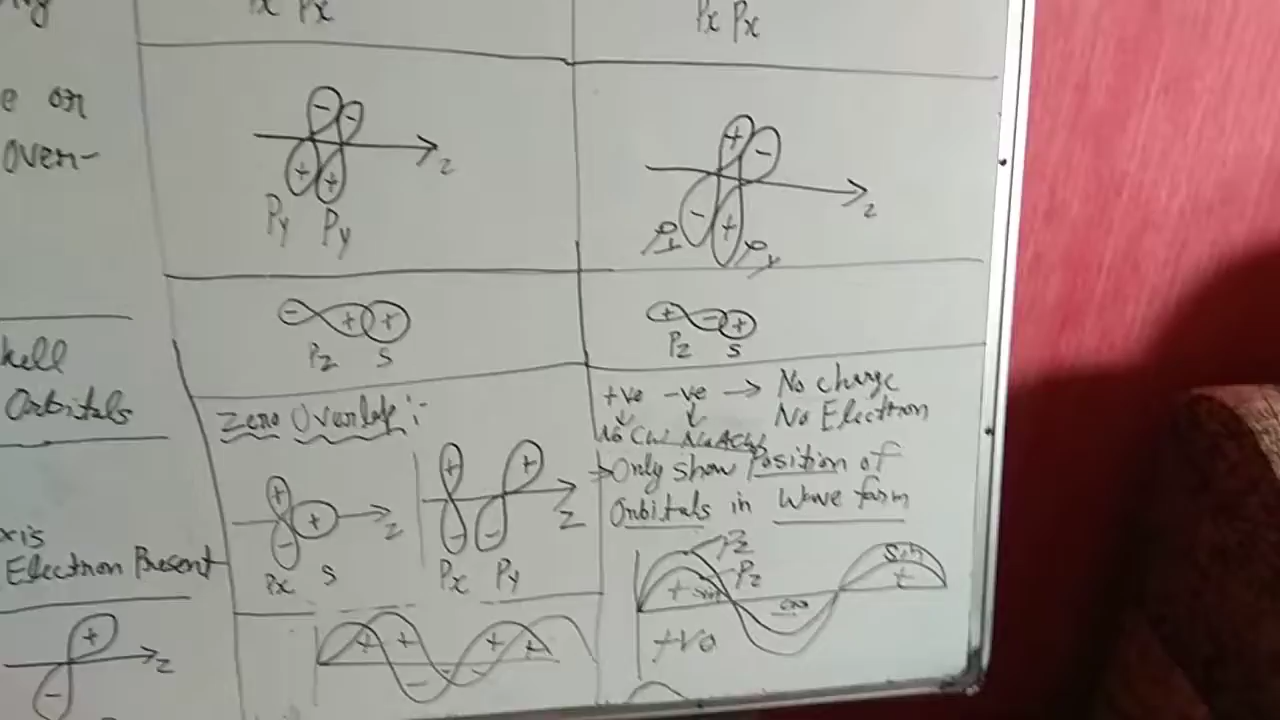 Px Px
Px Px
e or
over-
- -
+ +
z
Py Py
+ -
- +
z
Py
- + +
Pz S
+ - +
Pz S
Orbitals
Zero Overlap :-
+ve -ve → No charge
No Electron
Only show Position of
Orbitals in Wave form
+
- +
z
Px S
+ +
- -
z
Px Py
xis
Electron Present
+
-
z
+ + + +
- -
Pz
Pz
+
+ve